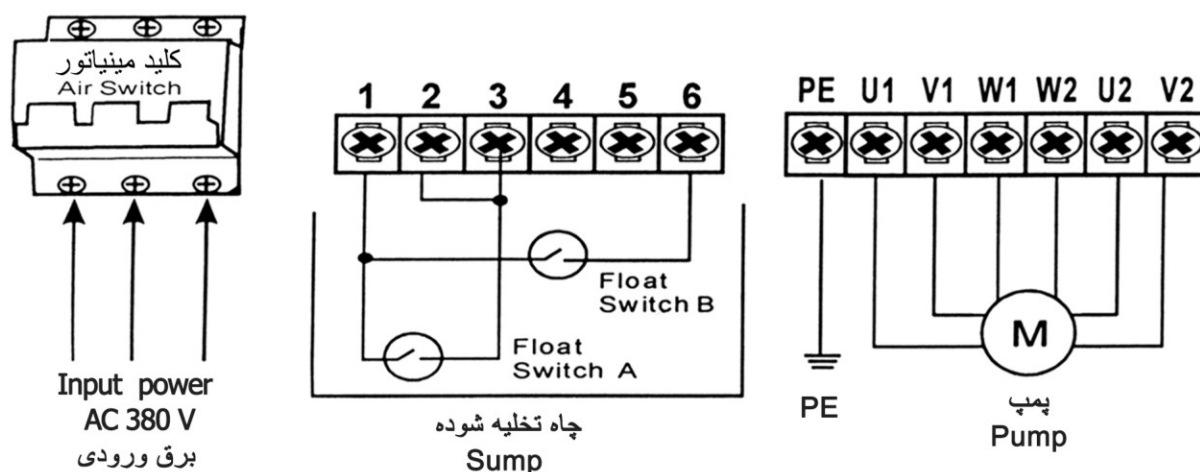 کلید مینیاتور
Air Switch
Input power
AC 380 V
برق ورودی
1 2 3 4 5 6
Float
Switch B
Float
Switch A
چاه تخلیه شوده
Sump
PE U1 V1 W1 W2 U2 V2
M
PE
پمپ
Pump